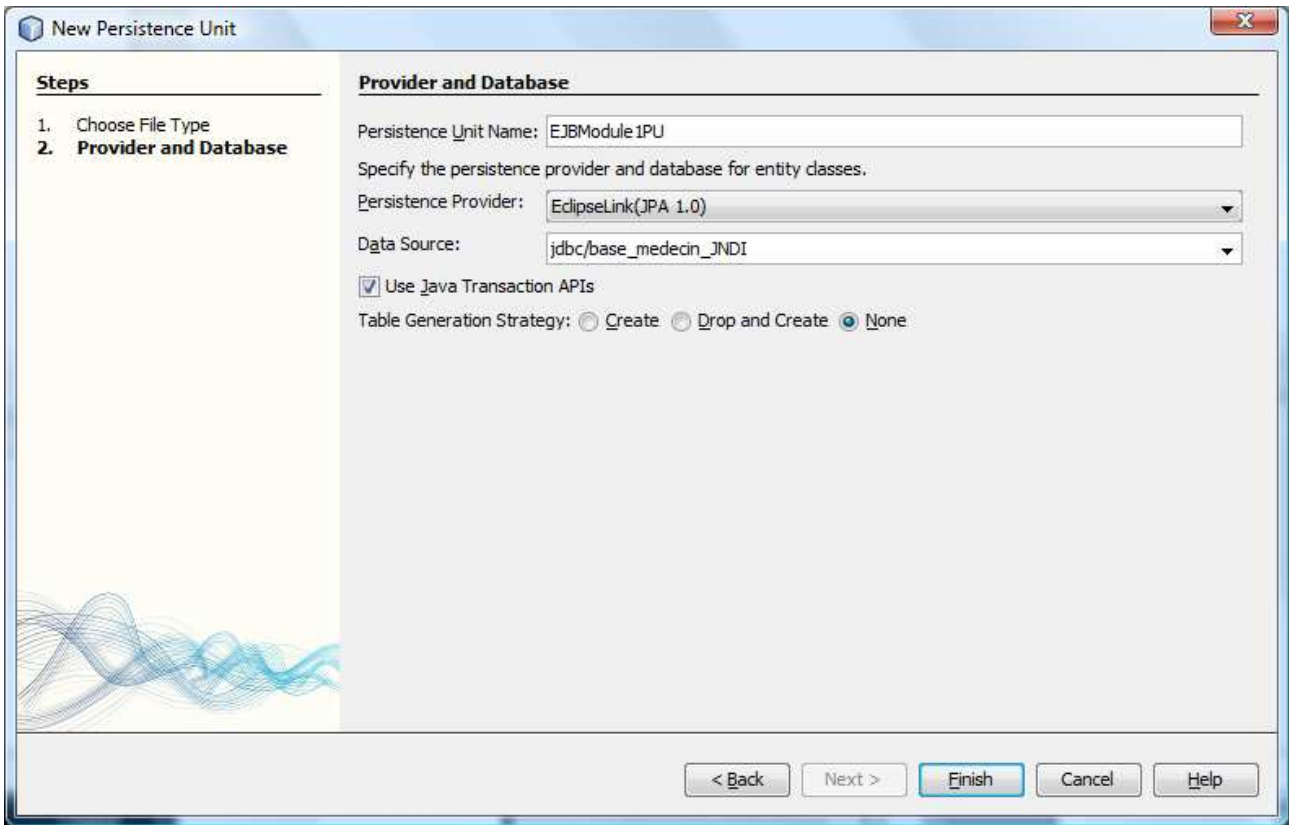 New Persistence Unit
Steps
1. Choose File Type
2. Provider and Database
Provider and Database
Persistence Unit Name: EJBModule1PU
Specify the persistence provider and database for entity classes.
Persistence Provider: EclipseLink(JPA 1.0)
Data Source: jdbc/base_medecin_JNDI
Use Java Transaction APIs
Table Generation Strategy: Create Drop and Create None
< Back Next > Finish Cancel Help